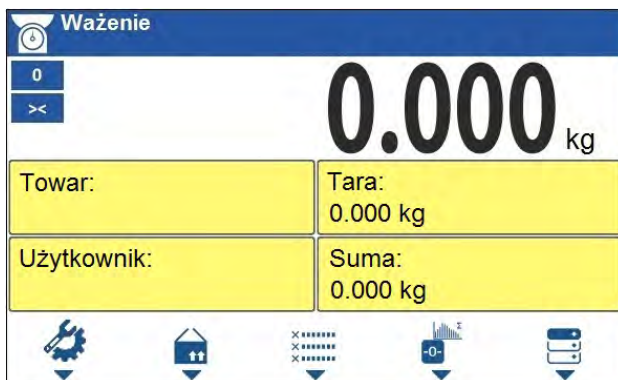 Ważenie
0
><
0.000 kg
Towar:
Tara:
0.000 kg
Użytkownik:
Suma:
0.000 kg
Σ
-0-